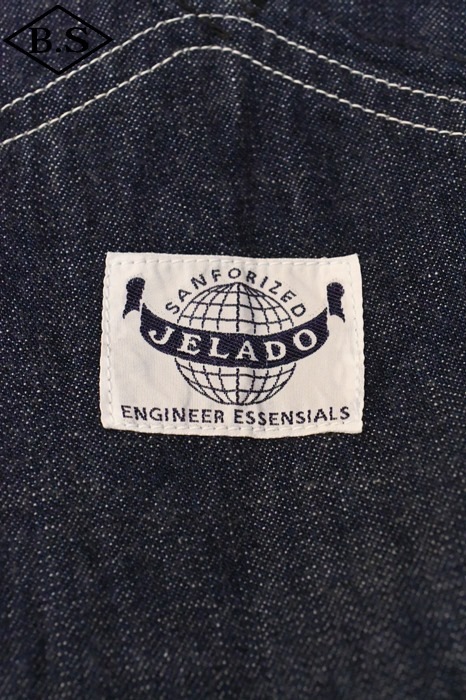 B.S
SANFORIZED
JELADO
ENGINEER ESSENSIALS